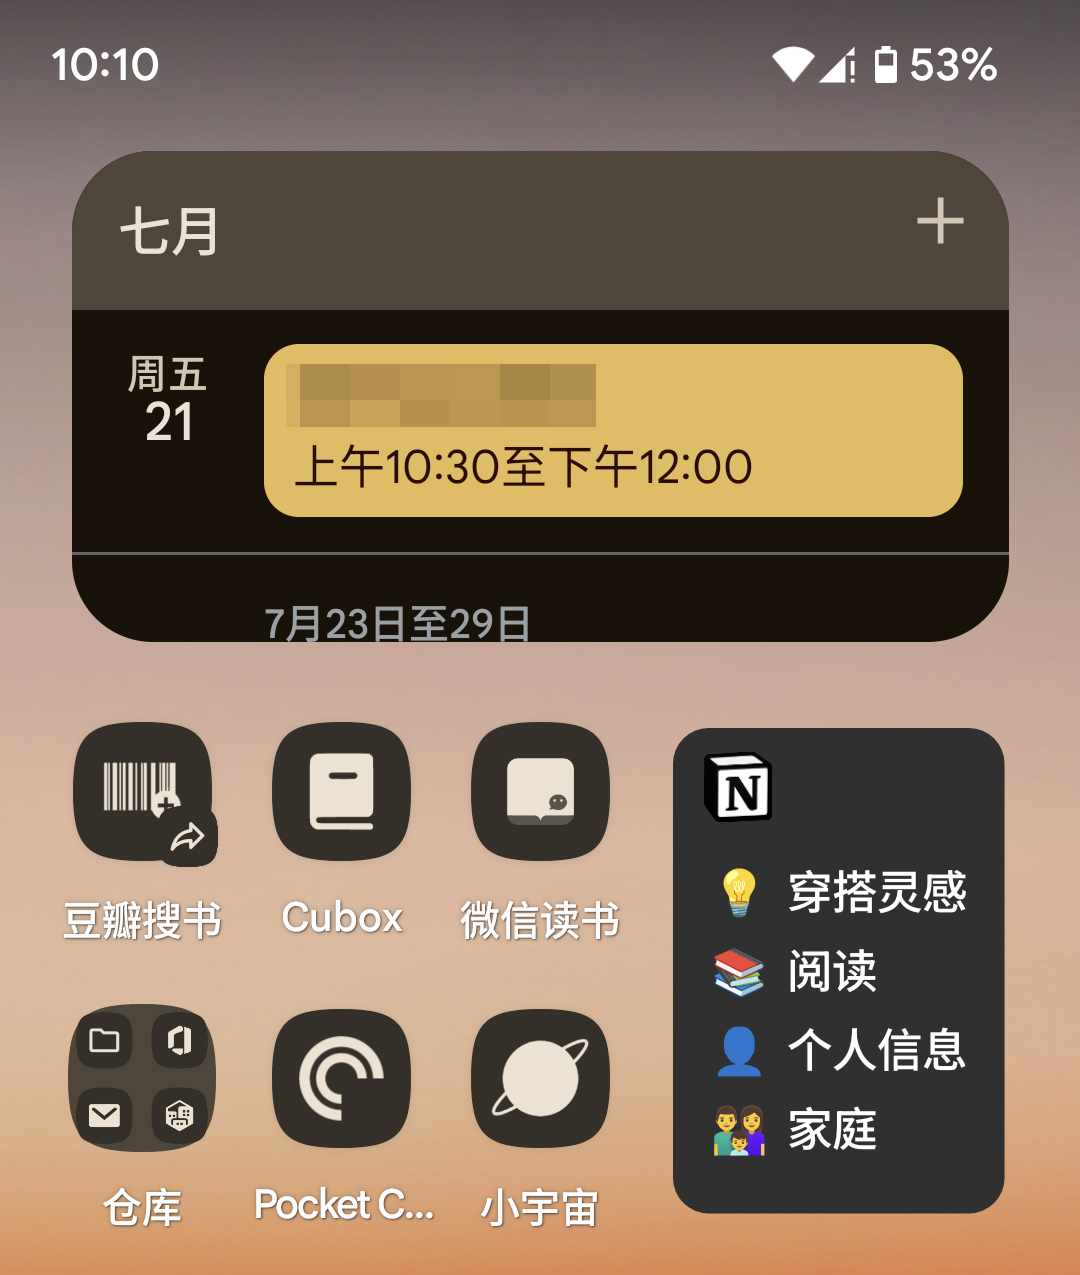 10:10
53%
七月
周五
21
上午10:30至下午12:00
7月23日至29日
豆瓣搜书
Cubox
微信读书
仓库
Pocket C...
小宇宙
N
穿搭灵感
阅读
个人信息
家庭